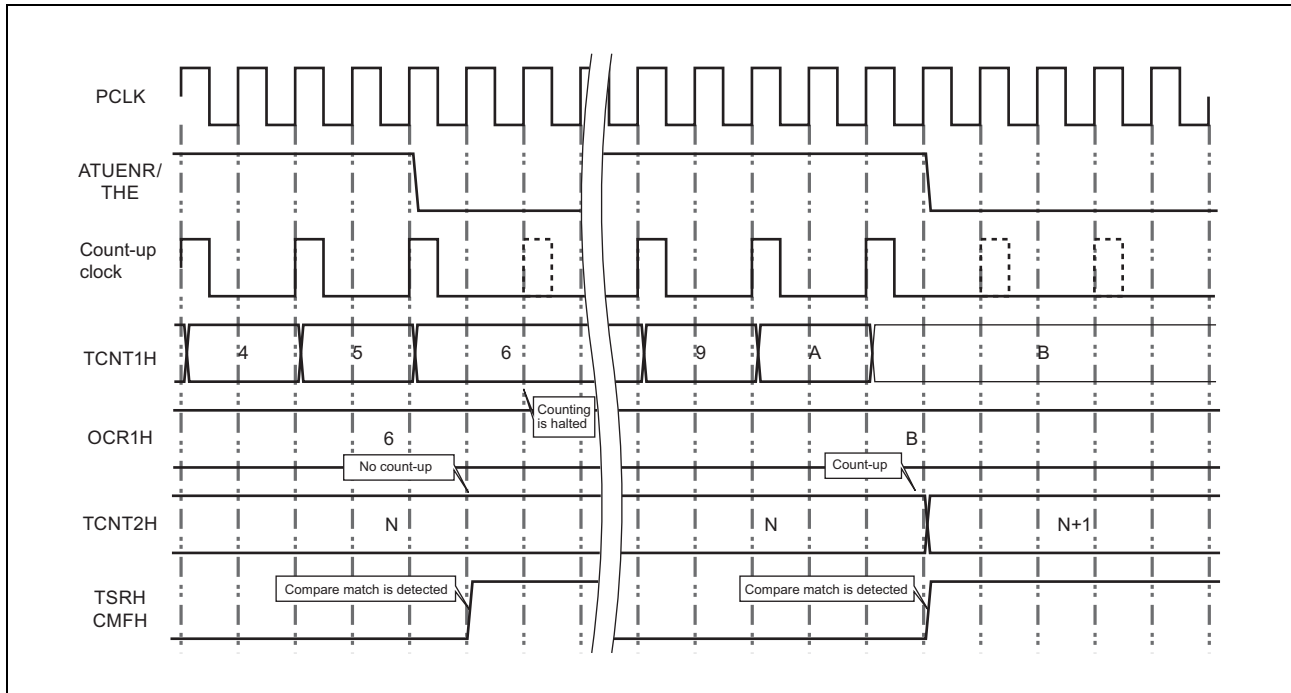 PCLK
ATUENR/
THE
Count-up
clock
TCNT1H
4
5
6
9
A
B
Counting
is halted
OCR1H
6
B
No count-up
Count-up
TCNT2H
N
N
N+1
TSRH
CMFH
Compare match is detected
Compare match is detected